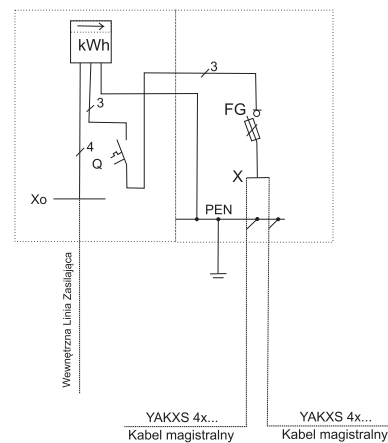 kWh
3
3
FG
4
Q
X
Xo
PEN
Wewnętrzna Linia Zasilająca
YAKXS 4x...
Kabel magistralny
YAKXS 4x...
Kabel magistralny